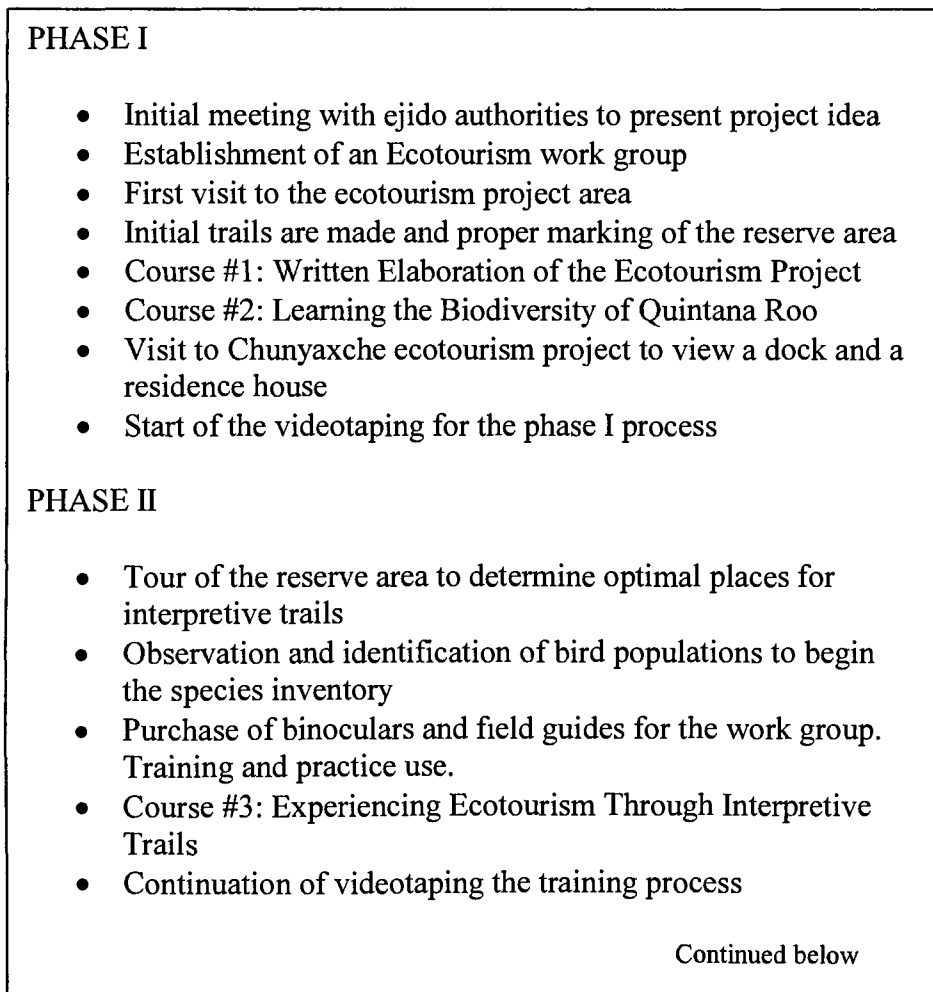 PHASE I
• Initial meeting with ejido authorities to present project idea
• Establishment of an Ecotourism work group
• First visit to the ecotourism project area
• Initial trails are made and proper marking of the reserve area
• Course #1: Written Elaboration of the Ecotourism Project
• Course #2: Learning the Biodiversity of Quintana Roo
• Visit to Chunyaxche ecotourism project to view a dock and a
residence house
• Start of the videotaping for the phase I process
PHASE II
• Tour of the reserve area to determine optimal places for
interpretive trails
• Observation and identification of bird populations to begin
the species inventory
• Purchase of binoculars and field guides for the work group.
Training and practice use.
• Course #3: Experiencing Ecotourism Through Interpretive
Trails
• Continuation of videotaping the training process
Continued below